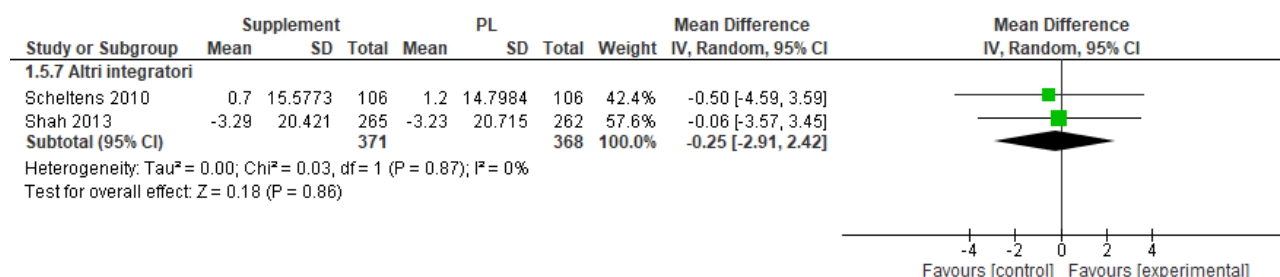 Supplement PL Mean Difference Mean Difference
Study or Subgroup Mean SD Total Mean SD Total Weight IV, Random, 95% CI IV, Random, 95% CI
1.5.7 Altri integratori
Scheltens 2010 0.7 15.5773 106 1.2 14.7984 106 42.4% -0.50 [-4.59, 3.59]
Shah 2013 -3.29 20.421 265 -3.23 20.715 262 57.6% -0.06 [-3.57, 3.45]
Subtotal (95% CI) 371 368 100.0% -0.25 [-2.91, 2.42]
Heterogeneity: Tau² = 0.00; Chi² = 0.03, df = 1 (P = 0.87); I² = 0%
Test for overall effect: Z = 0.18 (P = 0.86)
-4 -2 0 2 4
Favours [control] Favours [experimental]